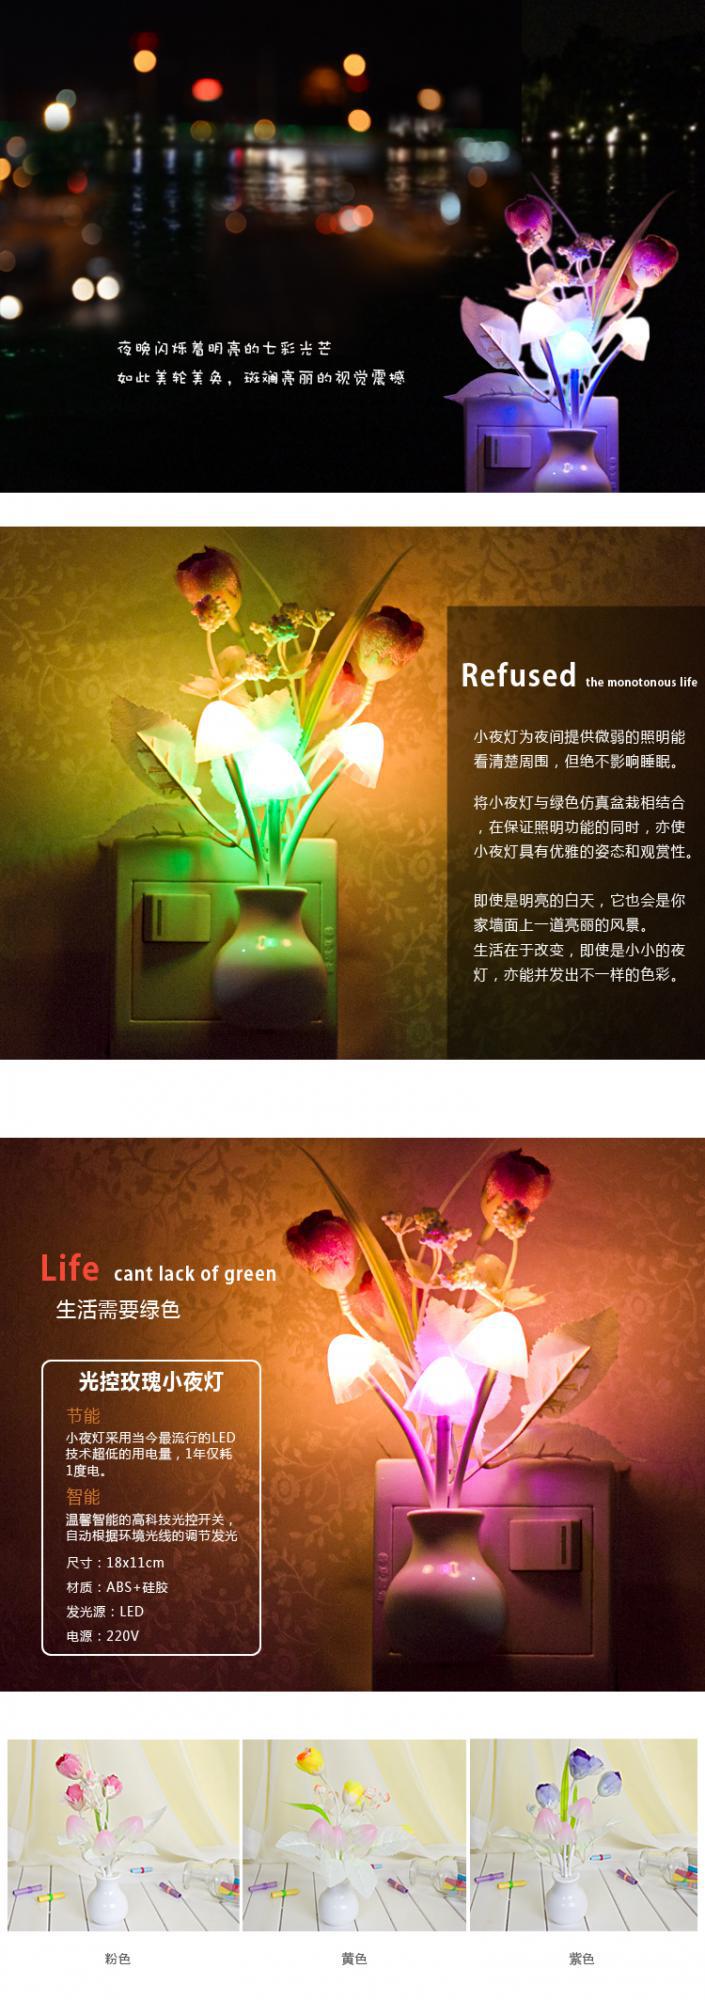 夜晚闪烁着明亮的七彩光芒
如此美轮美奂，斑斓亮丽的视觉震撼
Refused the monotonous life
小夜灯为夜间提供微弱的照明能
看清楚周围，但绝不影响睡眠。
将小夜灯与绿色仿真盆栽相结合
，在保证照明功能的同时，亦使
小夜灯具有优雅的姿态和观赏性。
即使是明亮的白天，它也会是你
家墙面上一道亮丽的风景。
生活在于改变，即使是小小的夜
灯，亦能并发出不一样的色彩。
Life cant lack of green
生活需要绿色
光控玫瑰小夜灯
节能
小夜灯采用当今最流行的LED
技术超低的用电量，1年仅耗
1度电。
智能
温馨智能的高科技光控开关，
自动根据环境光线的调节发光
尺寸：18x11cm
材质：ABS+硅胶
发光源：LED
电源：220V
粉色
黄色
紫色